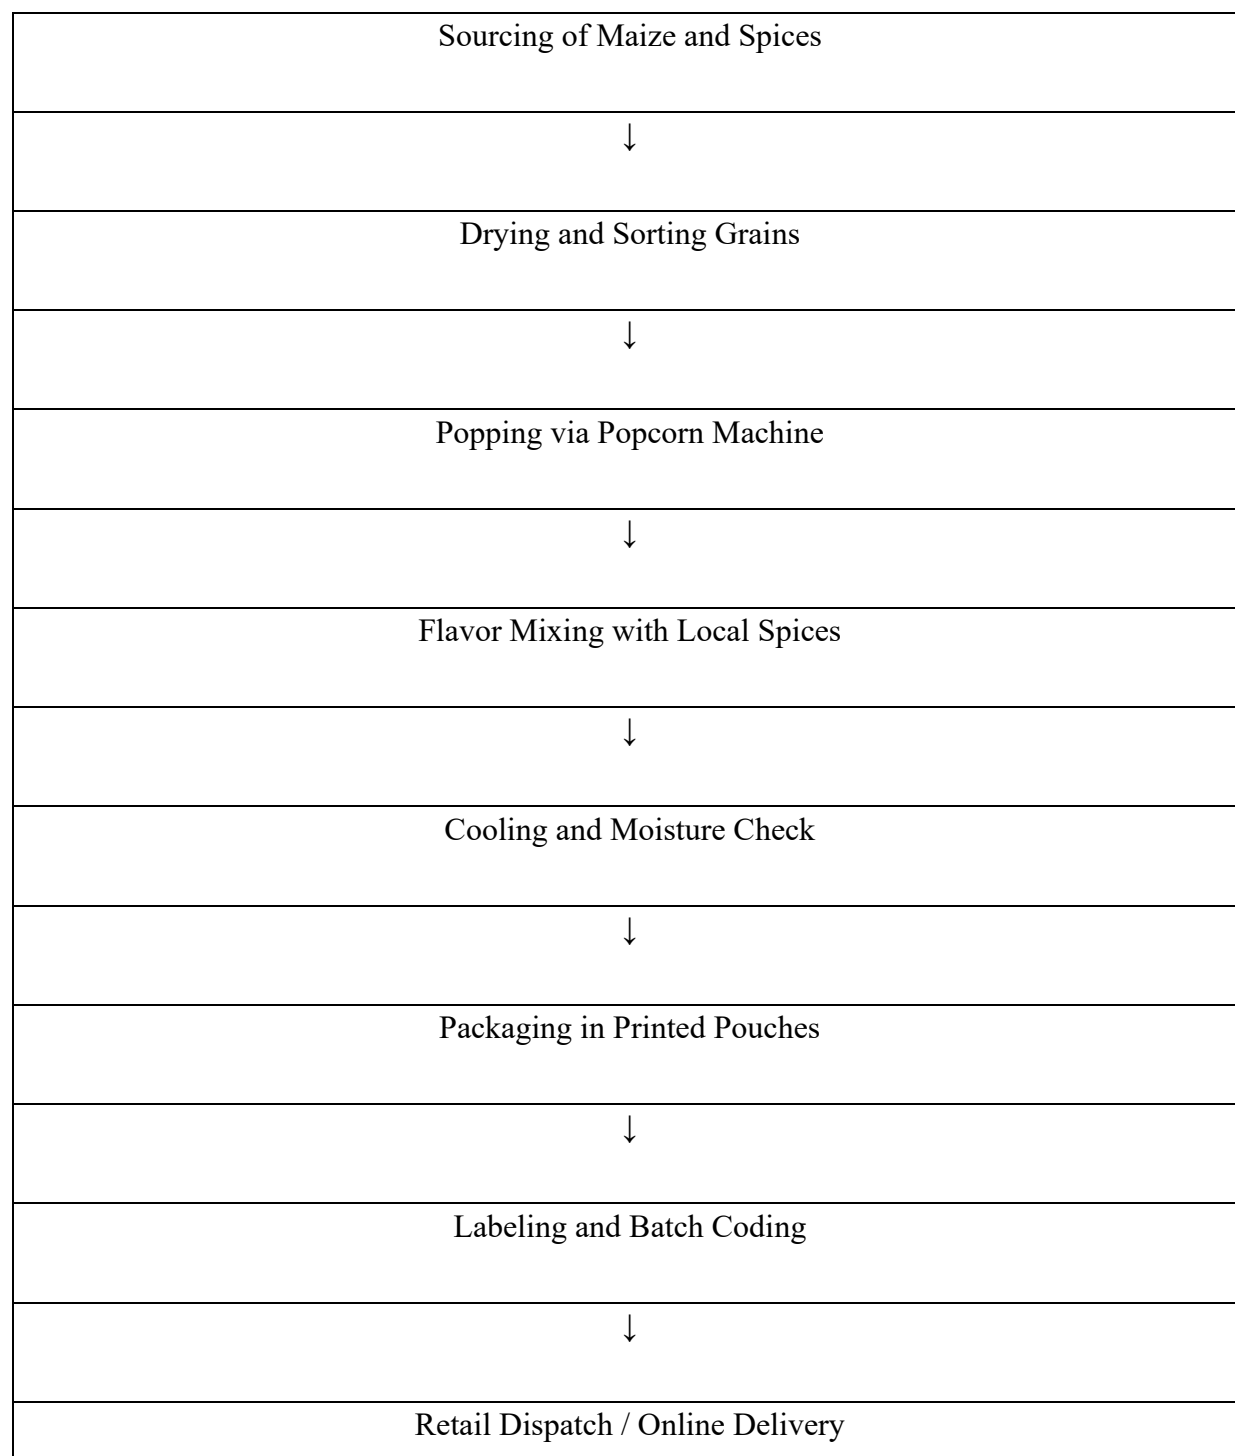 Sourcing of Maize and Spices
↓
Drying and Sorting Grains
↓
Popping via Popcorn Machine
↓
Flavor Mixing with Local Spices
↓
Cooling and Moisture Check
↓
Packaging in Printed Pouches
↓
Labeling and Batch Coding
↓
Retail Dispatch / Online Delivery